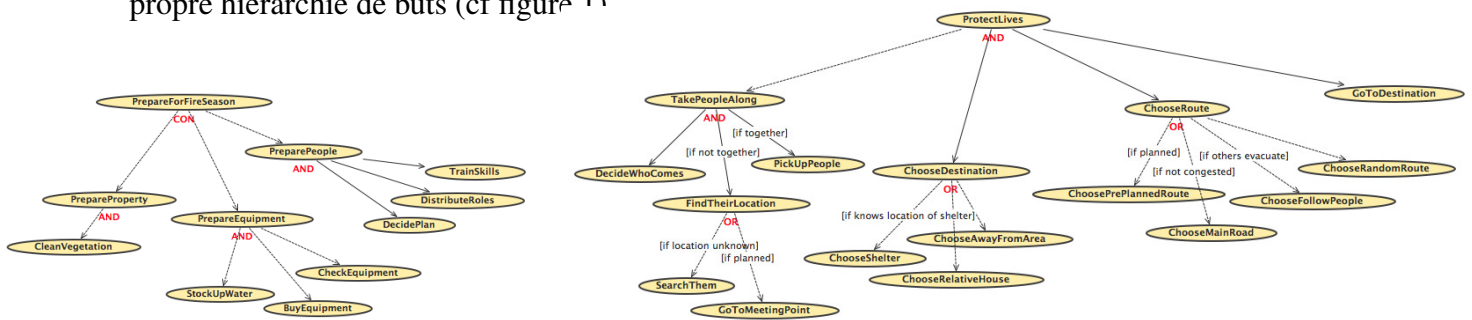 propre hiérarchie de buts (cf figure 1)
PrepareForFireSeason
CON
PreparePeople
AND
TrainSkills
DistributeRoles
DecidePlan
PrepareProperty
AND
CleanVegetation
PrepareEquipment
AND
CheckEquipment
StockUpWater
BuyEquipment
ProtectLives
AND
TakePeopleAlong
AND
[if together]
[if not together]
DecideWhoComes
PickUpPeople
FindTheirLocation
OR
[if location unknown]
[if planned]
SearchThem
GoToMeetingPoint
ChooseDestination
OR
[if knows location of shelter]
ChooseAwayFromArea
ChooseShelter
ChooseRelativeHouse
ChooseRoute
OR
[if planned]
[if others evacuate]
[if not congested]
ChooseRandomRoute
ChoosePrePlannedRoute
ChooseFollowPeople
ChooseMainRoad
GoToDestination